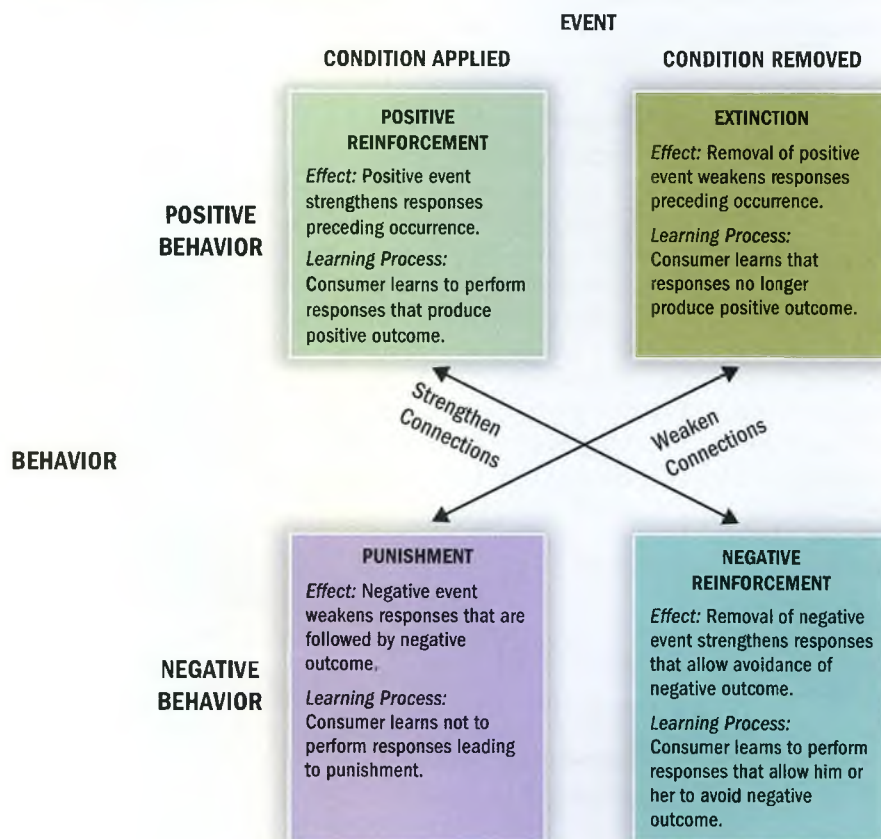 EVENT
CONDITION APPLIED
CONDITION REMOVED
POSITIVE
BEHAVIOR
POSITIVE
REINFORCEMENT
Effect: Positive event
strengthens responses
preceding occurrence.
Learning Process:
Consumer learns to perform
responses that produce
positive outcome.
EXTINCTION
Effect: Removal of positive
event weakens responses
preceding occurrence.
Learning Process:
Consumer learns that
responses no longer
produce positive outcome.
Strengthen
Connections
Weaken
Connections
BEHAVIOR
NEGATIVE
BEHAVIOR
PUNISHMENT
Effect: Negative event
weakens responses that are
followed by negative
outcome.
Learning Process:
Consumer learns not to
perform responses leading
to punishment.
NEGATIVE
REINFORCEMENT
Effect: Removal of negative
event strengthens responses
that allow avoidance of
negative outcome.
Learning Process:
Consumer learns to perform
responses that allow him or
her to avoid negative
outcome.